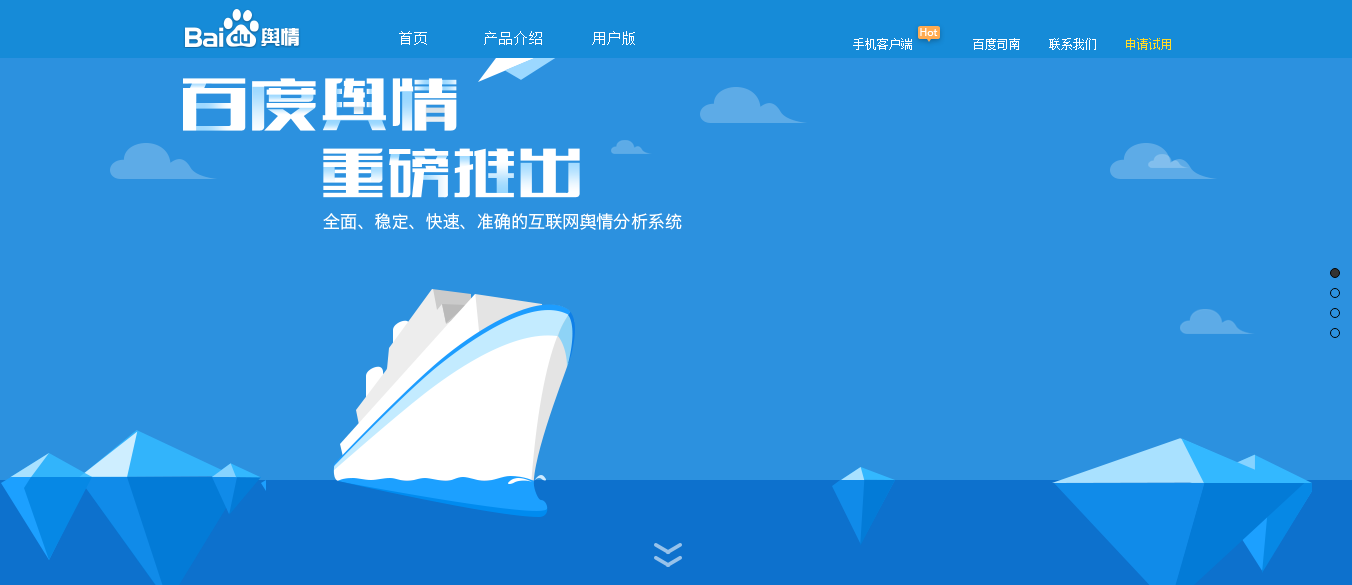 Baidu舆情 首页 产品介绍 用户版 手机客户端 Hot 百度司南 联系我们 申请试用
百度舆情
重磅推出
全面、稳定、快速、准确的互联网舆情分析系统